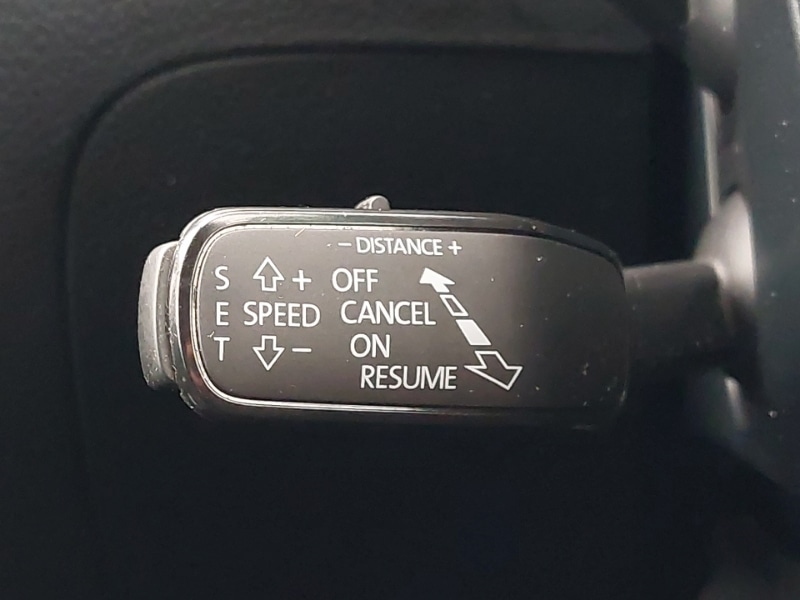 - DISTANCE +
S + OFF
E SPEED CANCEL
T - ON
RESUME